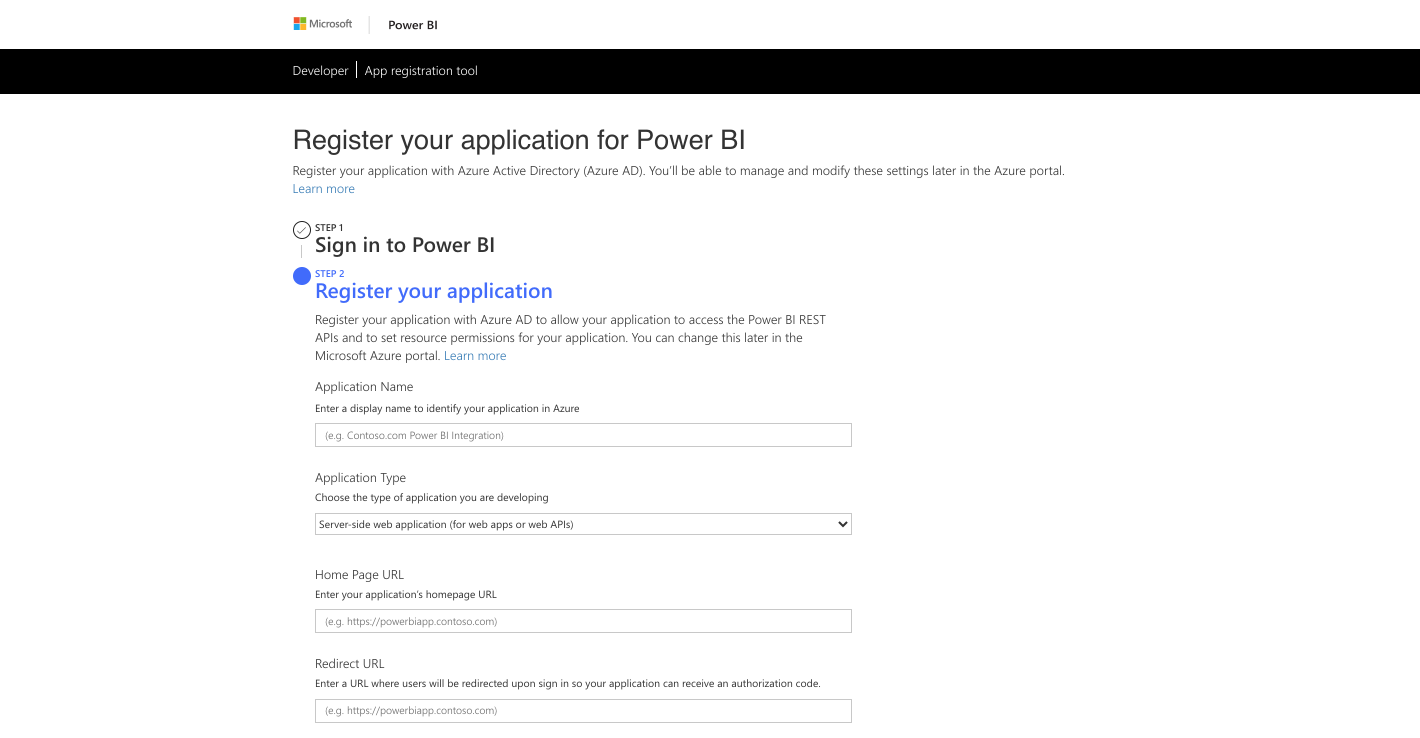 Microsoft
Power BI
Developer
App registration tool
Register your application for Power BI
Register your application with Azure Active Directory (Azure AD). You'll be able to manage and modify these settings later in the Azure portal.
Learn more
STEP 1
Sign in to Power BI
STEP 2
Register your application
Register your application with Azure AD to allow your application to access the Power BI REST
APIs and to set resource permissions for your application. You can change this later in the
Microsoft Azure portal. Learn more
Application Name
Enter a display name to identify your application in Azure
(e.g. Contoso.com Power BI Integration)
Application Type
Choose the type of application you are developing
Server-side web application (for web apps or web APIs)
Home Page URL
Enter your application's homepage URL
(e.g. https://powerbiapp.contoso.com)
Redirect URL
Enter a URL where users will be redirected upon sign in so your application can receive an authorization code.
(e.g. https://powerbiapp.contoso.com)